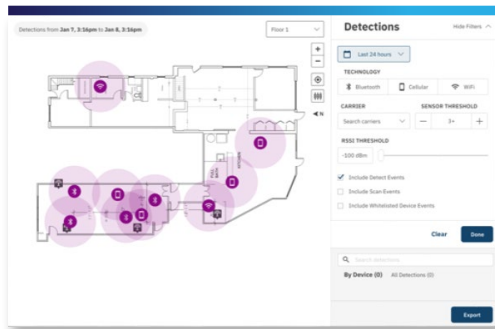 Detections from Jan 7, 3:16pm to Jan 8, 3:16pm
Floor 1
N
KITCHEN
Detections
Hide Filters
Last 24 hours
TECHNOLOGY
Bluetooth
Cellular
WiFi
CARRIER
SENSOR THRESHOLD
Search carriers
3+
RSSI THRESHOLD
-100 dBm
Include Detect Events
Include Scan Events
Include Whitelisted Device Events
Clear
Done
Search detections
By Device (0)
All Detections (0)
Export